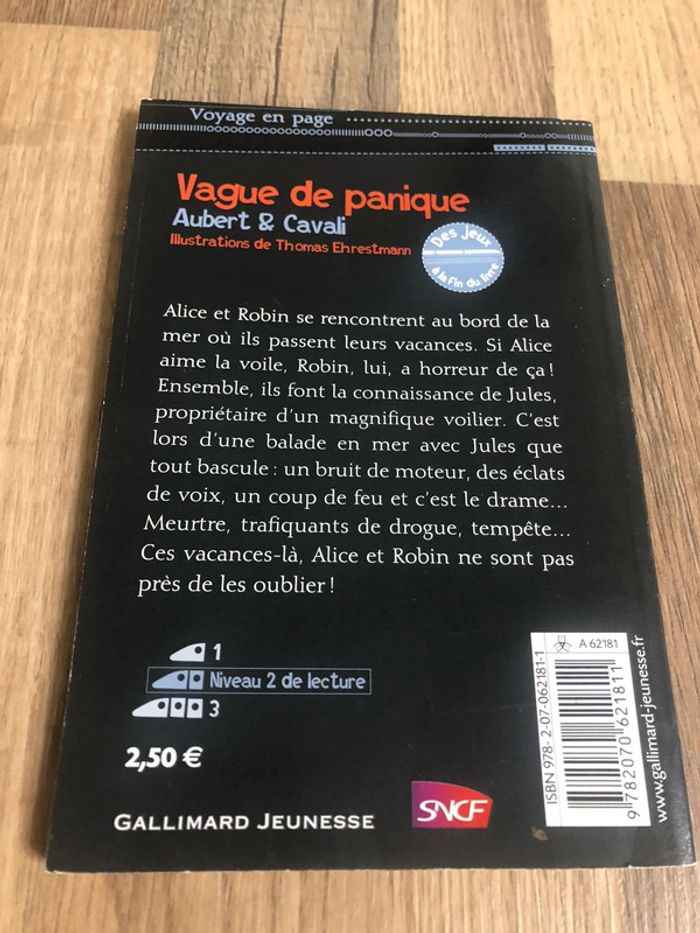 Voyage en page
Vague de panique
Aubert & Cavali
Illustrations de Thomas Ehrestmann
Des jeux
à la fin du livre
Alice et Robin se rencontrent au bord de la
mer où ils passent leurs vacances. Si Alice
aime la voile, Robin, lui, a horreur de ça !
Ensemble, ils font la connaissance de Jules,
propriétaire d'un magnifique voilier. C'est
lors d'une balade en mer avec Jules que
tout bascule : un bruit de moteur, des éclats
de voix, un coup de feu et c'est le drame...
Meurtre, trafiquants de drogue, tempête...
Ces vacances-là, Alice et Robin ne sont pas
près de les oublier !
1
Niveau 2 de lecture
3
2,50 €
GALLIMARD JEUNESSE
SNCF
A 62181
ISBN 978-2-07-062181-1
9 782070 621811
www.gallimard-jeunesse.fr